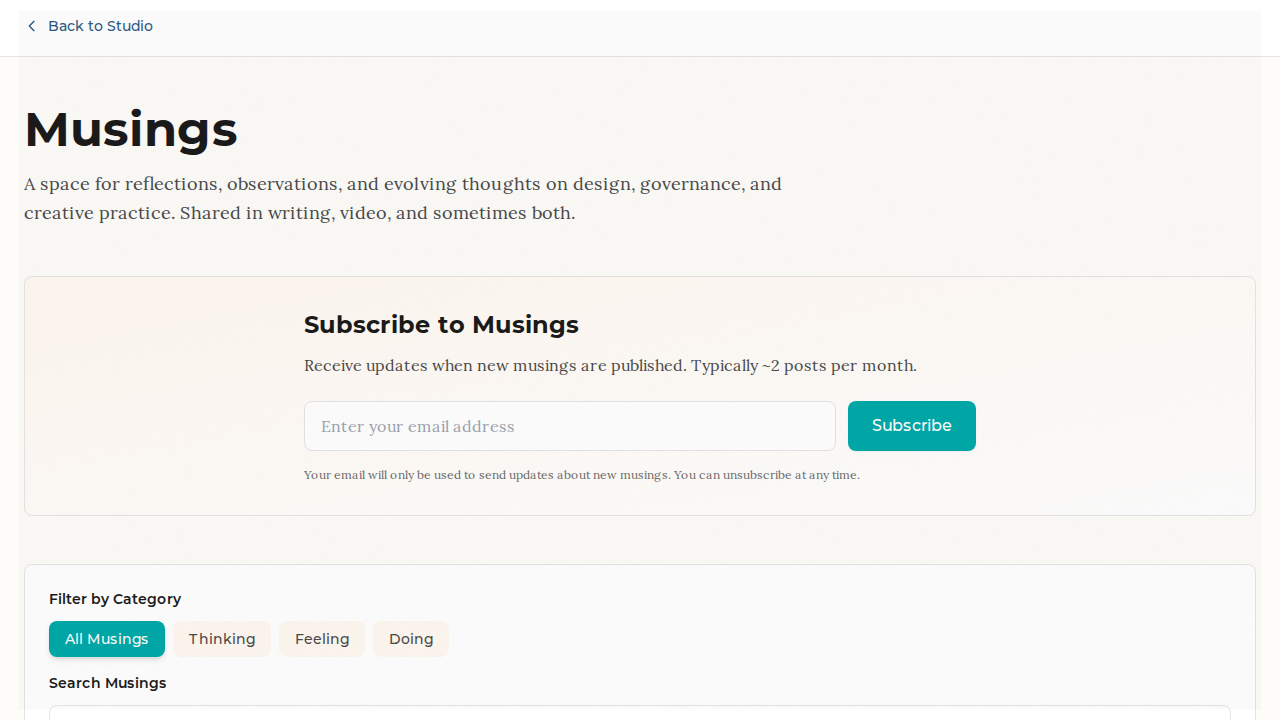 Back to Studio
Musings
A space for reflections, observations, and evolving thoughts on design, governance, and
creative practice. Shared in writing, video, and sometimes both.
Subscribe to Musings
Receive updates when new musings are published. Typically ~2 posts per month.
Enter your email address
Subscribe
Your email will only be used to send updates about new musings. You can unsubscribe at any time.
Filter by Category
All Musings
Thinking
Feeling
Doing
Search Musings